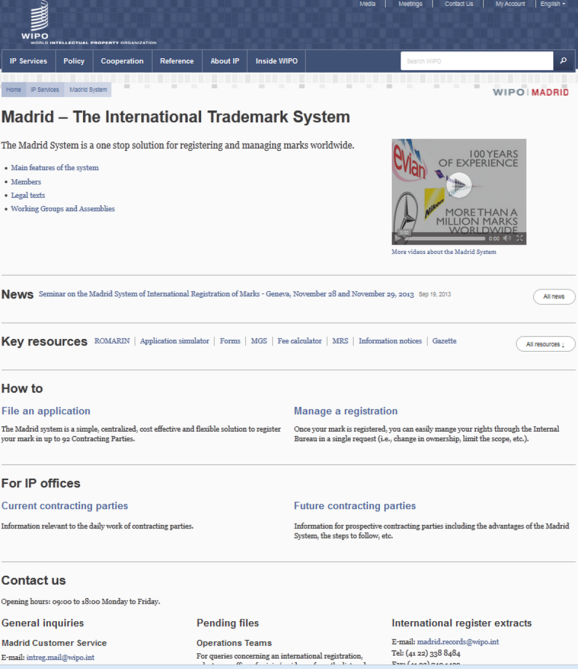 Media | Meetings | Contact Us | My Account | English
WIPO
WORLD INTELLECTUAL PROPERTY ORGANIZATION
IP Services Policy Cooperation Reference About IP Inside WIPO Search WIPO
Home IP Services Madrid System
WIPO | MADRID
Madrid – The International Trademark System
The Madrid System is a one stop solution for registering and managing marks worldwide.
• Main features of the system
• Members
• Legal texts
• Working Groups and Assemblies
evian
100 YEARS
OF EXPERIENCE
MORE THAN A
MILLION MARKS
WORLDWIDE
0:00
More videos about the Madrid System
News Seminar on the Madrid System of International Registration of Marks - Geneva, November 28 and November 29, 2013 Sep 19, 2013 All news
Key resources ROMARIN | Application simulator | Forms | MGS | Fee calculator | MRS | Information notices | Gazette All resources ↓
How to
File an application
The Madrid system is a simple, centralized, cost effective and flexible solution to register
your mark in up to 92 Contracting Parties.
Manage a registration
Once your mark is registered, you can easily mange your rights through the Internal
Bureau in a single request (i.e., change in ownership, limit the scope, etc.).
For IP offices
Current contracting parties
Information relevant to the daily work of contracting parties.
Future contracting parties
Information for prospective contracting parties including the advantages of the Madrid
System, the steps to follow, etc.
Contact us
Opening hours: 09:00 to 18:00 Monday to Friday.
General inquiries
Madrid Customer Service
E-mail: intreg.mail@wipo.int
Pending files
Operations Teams
For queries concerning an international registration,
International register extracts
E-mail: madrid.records@wipo.int
Tel: (41 22) 338 8484